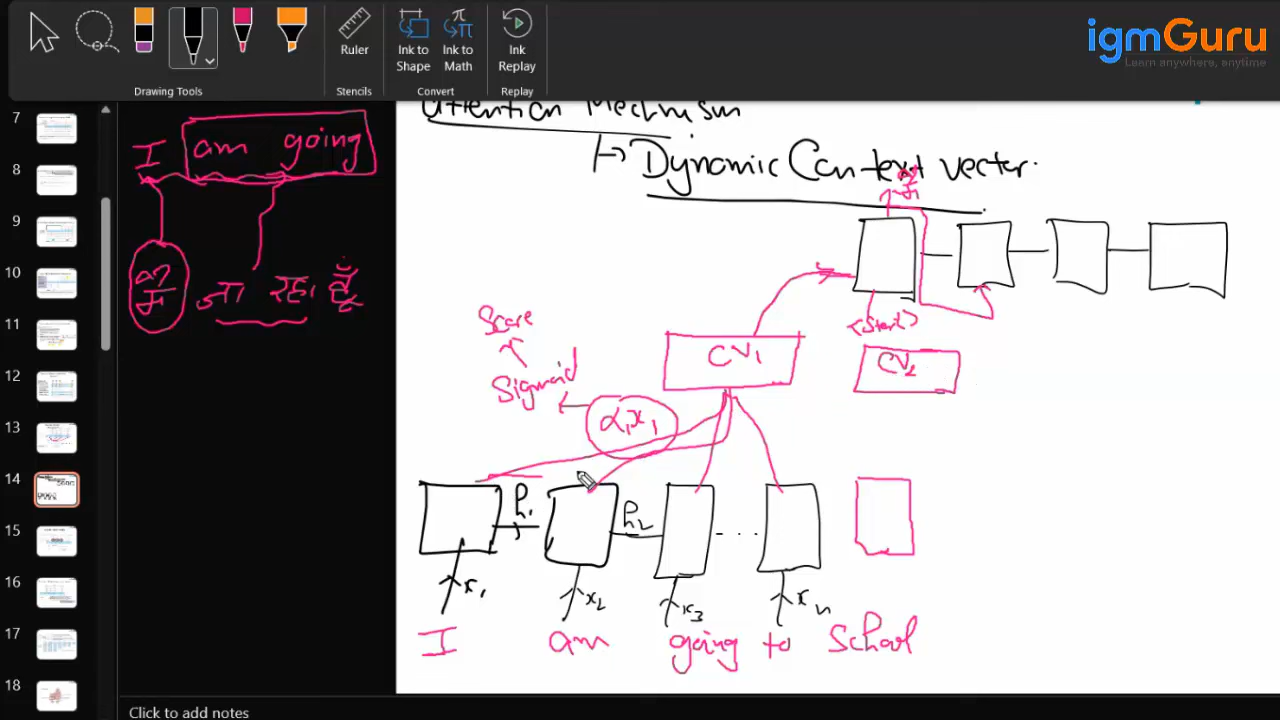 Ruler
Ink to Shape
Ink to Math
Ink Replay
Drawing Tools
Stencils
Convert
Replay
igmGuru
Learn anywhere, anytime
7
8
9
10
11
12
13
14
15
16
17
18
I am going
जा रहा हूँ
Attention Mechnism
Dynamic Context vector
y₁
<Start>
Score
Sigmoid
CV₁
CV₂
α₁x₁
h₁
h₂
x₁
x₂
x₃
xₙ
I am going to School
Click to add notes